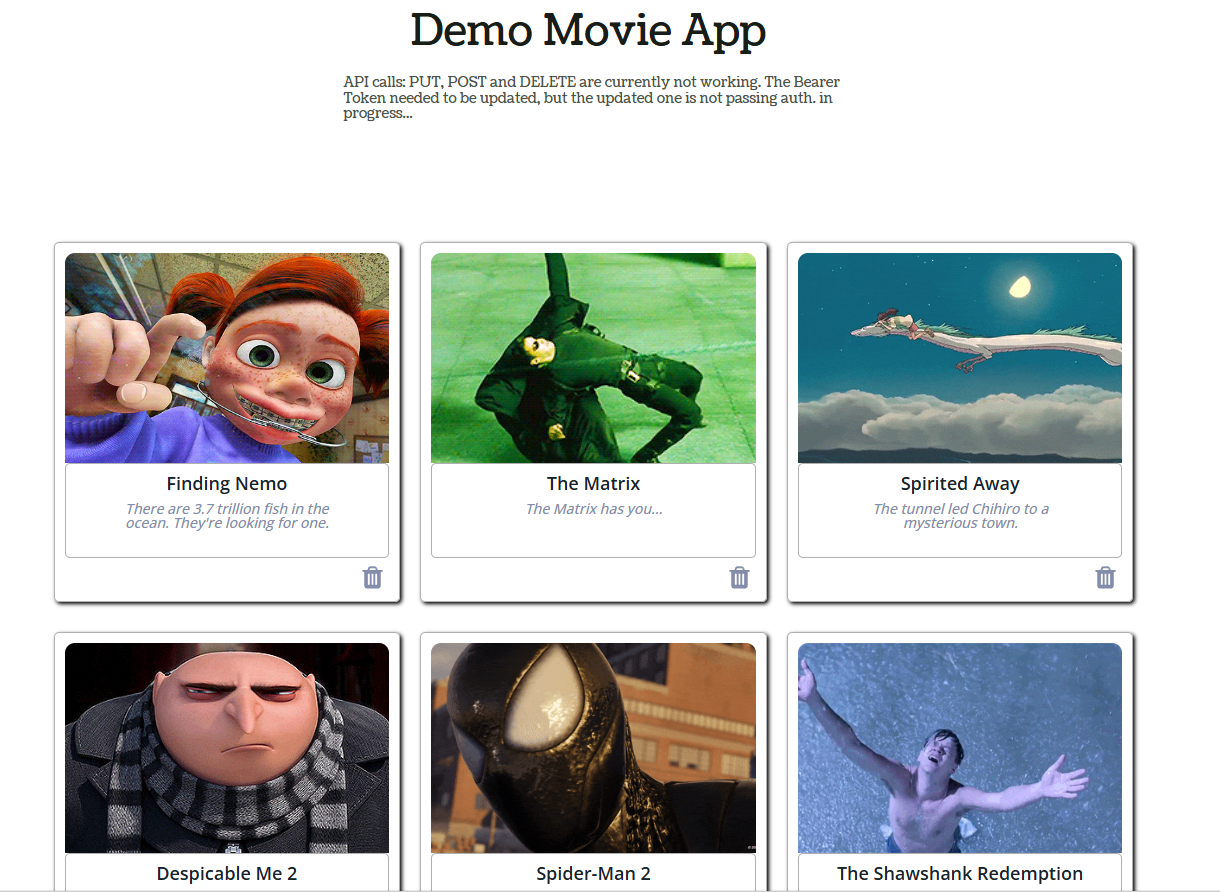 Demo Movie App
API calls: PUT, POST and DELETE are currently not working. The Bearer
Token needed to be updated, but the updated one is not passing auth. in
progress...
Finding Nemo
There are 3.7 trillion fish in the
ocean. They're looking for one.
The Matrix
The Matrix has you...
Spirited Away
The tunnel led Chihiro to a
mysterious town.
Despicable Me 2
Spider-Man 2
The Shawshank Redemption